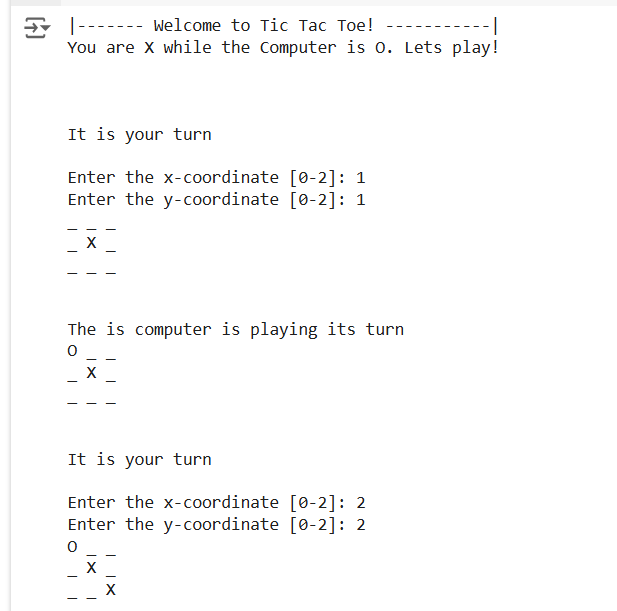 |------- Welcome to Tic Tac Toe! -----------|
You are X while the Computer is O. Lets play!
It is your turn
Enter the x-coordinate [0-2]: 1
Enter the y-coordinate [0-2]: 1
_ _ _
_ X _
_ _ _
The is computer is playing its turn
O _ _
_ X _
_ _ _
It is your turn
Enter the x-coordinate [0-2]: 2
Enter the y-coordinate [0-2]: 2
O _ _
_ X _
_ _ X